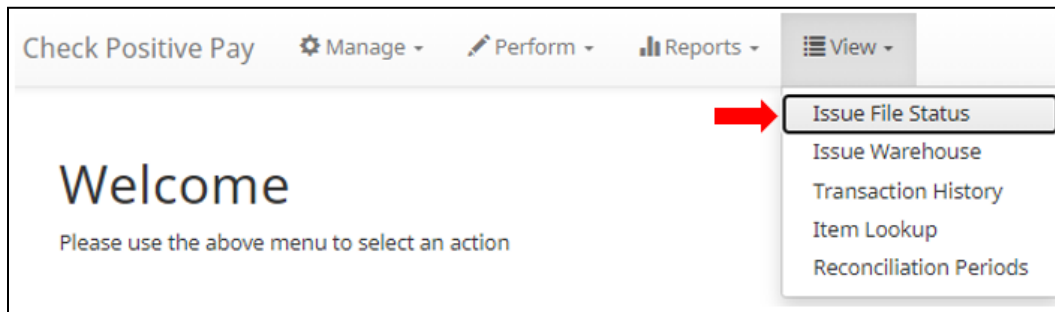 Check Positive Pay Manage Perform Reports View
Issue File Status
Issue Warehouse
Transaction History
Item Lookup
Reconciliation Periods
Welcome
Please use the above menu to select an action